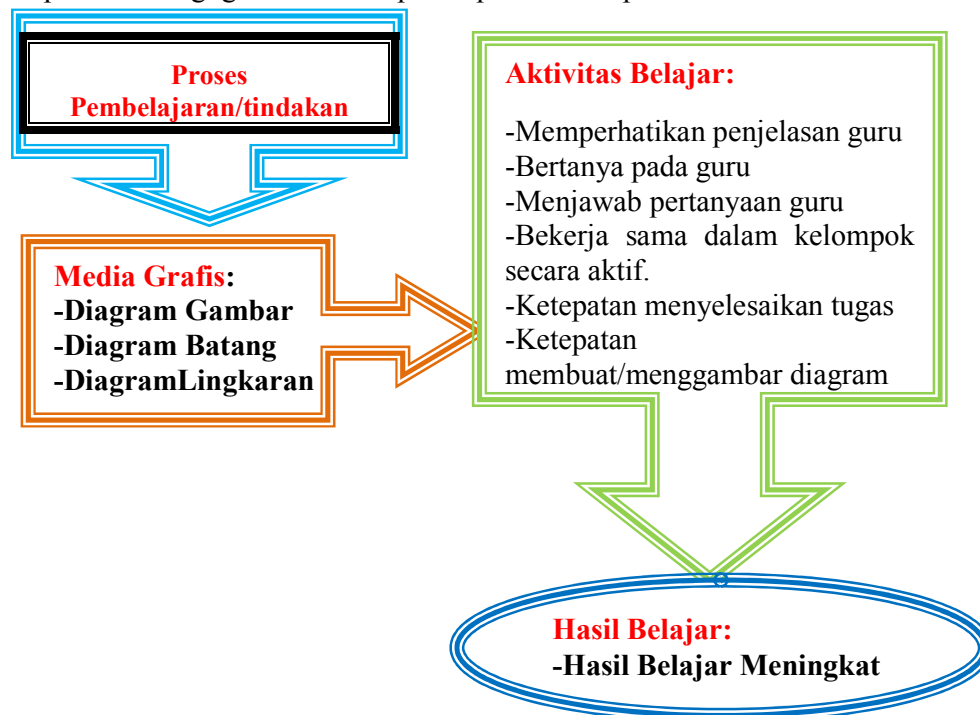 Proses
Pembelajaran/tindakan
Media Grafis:
-Diagram Gambar
-Diagram Batang
-DiagramLingkaran
Aktivitas Belajar:
-Memperhatikan penjelasan guru
-Bertanya pada guru
-Menjawab pertanyaan guru
-Bekerja sama dalam kelompok
secara aktif.
-Ketepatan menyelesaikan tugas
-Ketepatan
membuat/menggambar diagram
Hasil Belajar:
-Hasil Belajar Meningkat